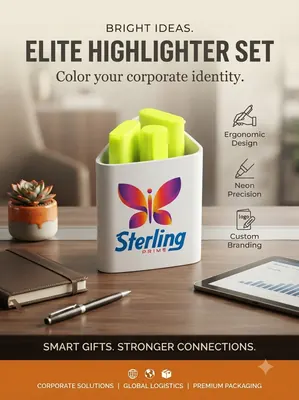 BRIGHT IDEAS.
ELITE HIGHLIGHTER SET
Color your corporate identity.
Ergonomic
Design
Neon
Precision
logo
Custom
Branding
Sterling
PRIME
SMART GIFTS. STRONGER CONNECTIONS.
CORPORATE SOLUTIONS | GLOBAL LOGISTICS | PREMIUM PACKAGING